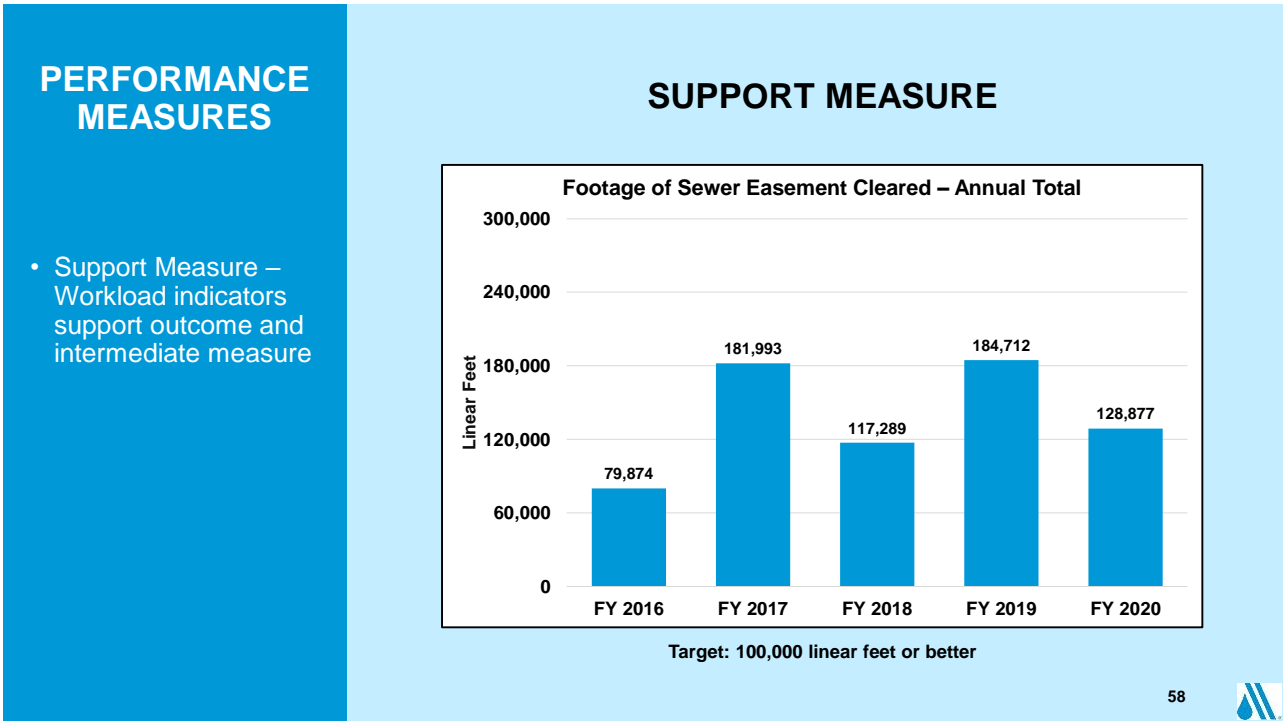 PERFORMANCE
MEASURES
• Support Measure –
Workload indicators
support outcome and
intermediate measure
SUPPORT MEASURE
Footage of Sewer Easement Cleared – Annual Total
Linear Feet
300,000
240,000
180,000
120,000
60,000
0
79,874
181,993
117,289
184,712
128,877
FY 2016
FY 2017
FY 2018
FY 2019
FY 2020
Target: 100,000 linear feet or better
58